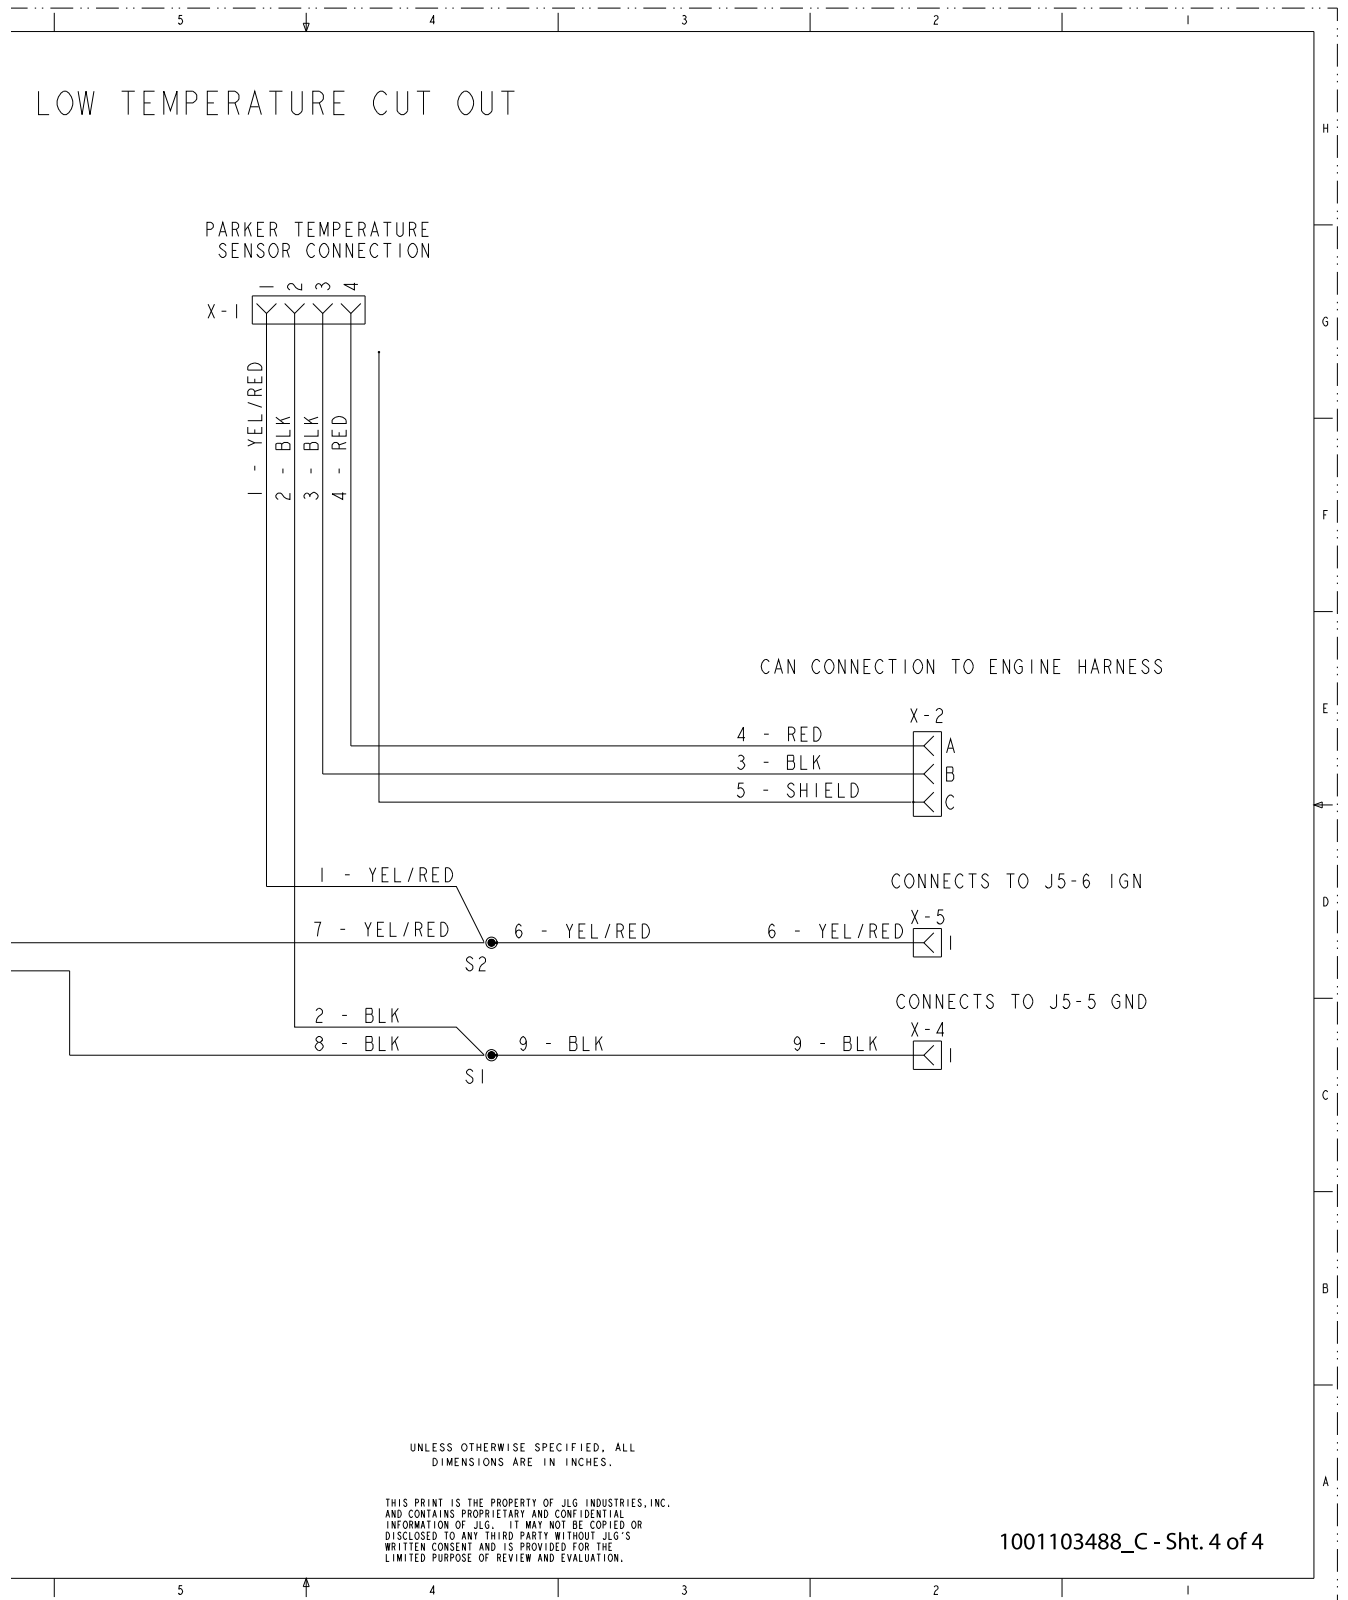 5 4 3 2 1
LOW TEMPERATURE CUT OUT
H
PARKER TEMPERATURE
SENSOR CONNECTION
1 2 3 4
X-1
G
1 - YEL/RED
2 - BLK
3 - BLK
4 - RED
F
CAN CONNECTION TO ENGINE HARNESS
E
X-2
4 - RED A
3 - BLK B
5 - SHIELD C
1 - YEL/RED
CONNECTS TO J5-6 IGN
D
X-5
7 - YEL/RED 6 - YEL/RED 6 - YEL/RED 1
S2
CONNECTS TO J5-5 GND
2 - BLK
X-4
8 - BLK 9 - BLK 9 - BLK 1
S1
C
B
UNLESS OTHERWISE SPECIFIED, ALL
DIMENSIONS ARE IN INCHES.
A
THIS PRINT IS THE PROPERTY OF JLG INDUSTRIES,INC.
AND CONTAINS PROPRIETARY AND CONFIDENTIAL
INFORMATION OF JLG. IT MAY NOT BE COPIED OR
DISCLOSED TO ANY THIRD PARTY WITHOUT JLG'S
WRITTEN CONSENT AND IS PROVIDED FOR THE
LIMITED PURPOSE OF REVIEW AND EVALUATION.
1001103488_C - Sht. 4 of 4
5 4 3 2 1